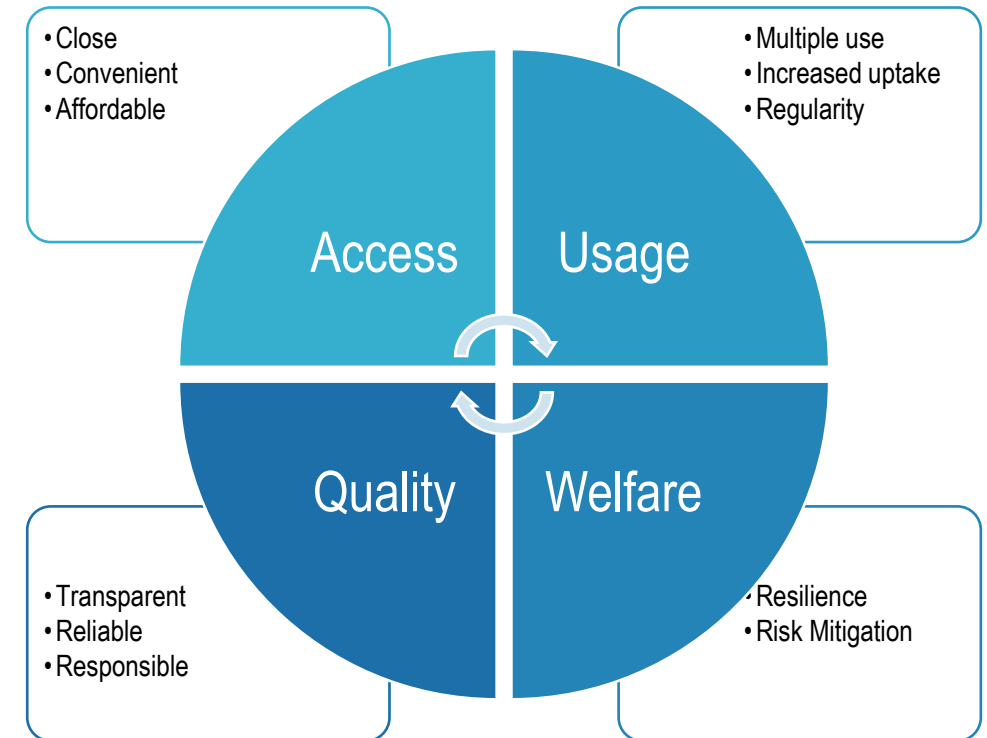 • Close
• Convenient
• Affordable
• Multiple use
• Increased uptake
• Regularity
Access
Usage
Quality
Welfare
• Transparent
• Reliable
• Responsible
• Resilience
• Risk Mitigation